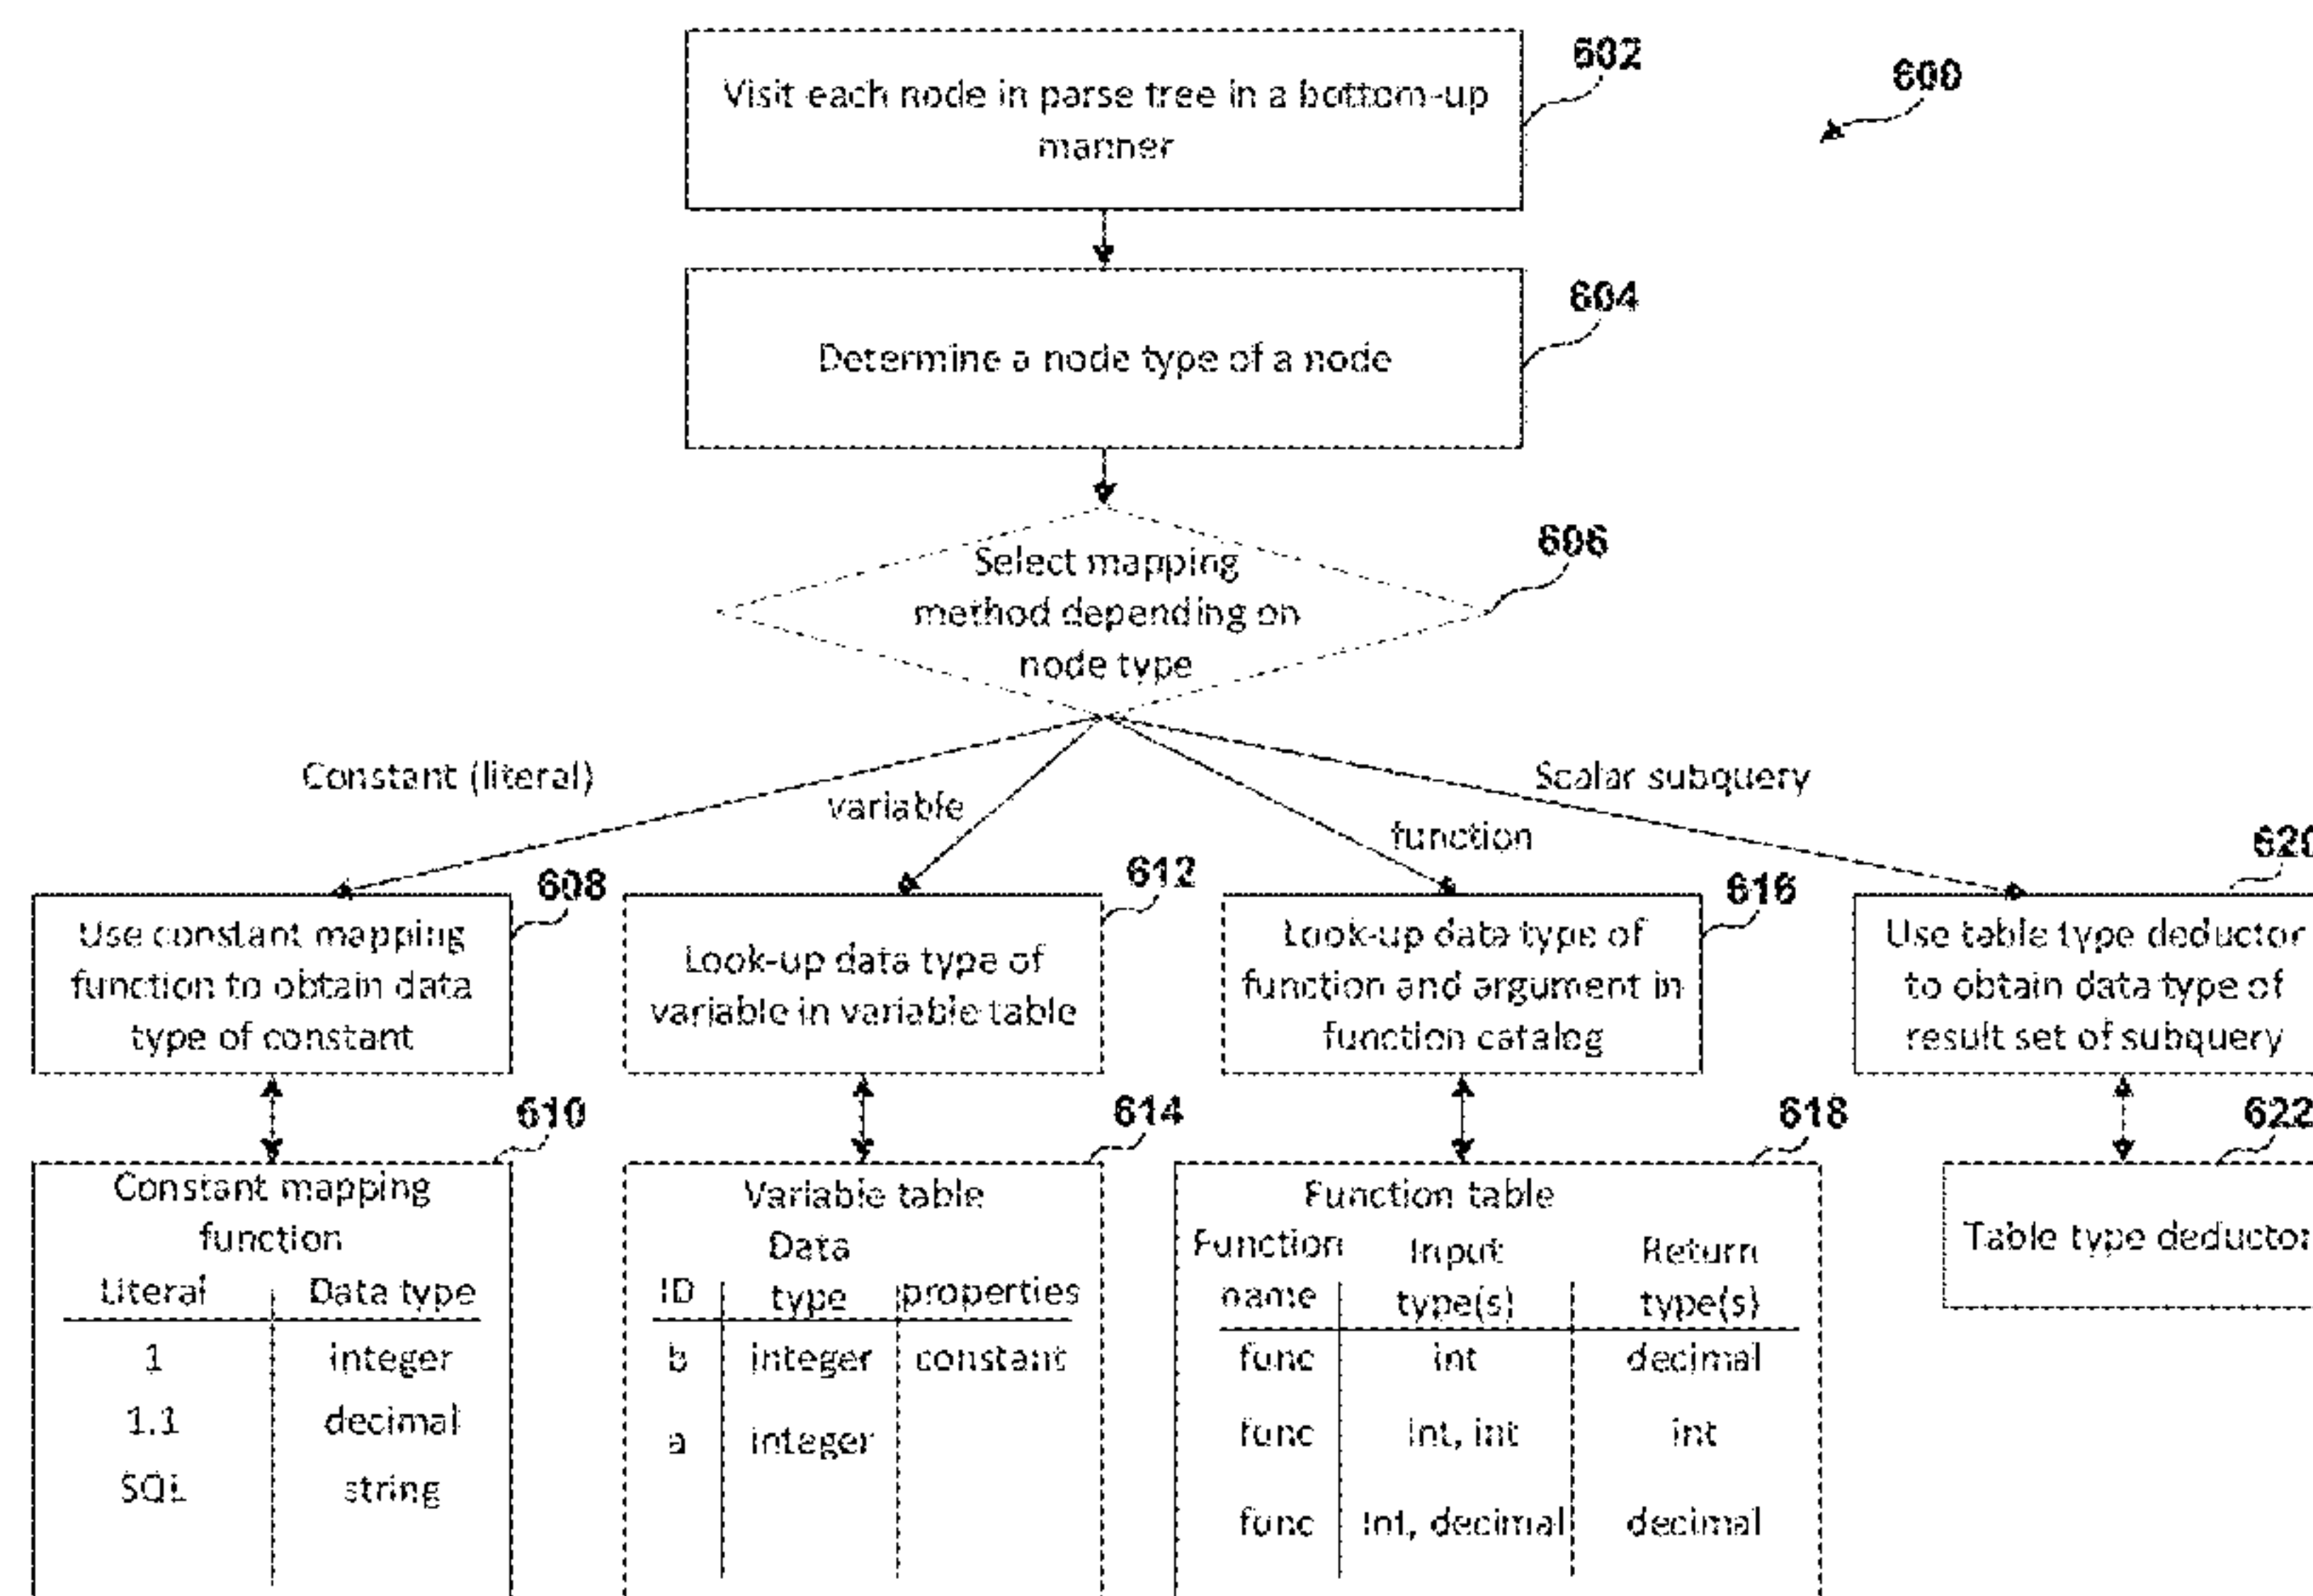 602
600
Visit each node in parse tree in a bottom-up
manner
604
Determine a node type of a node
606
Select mapping
method depending on
node type
Constant (literal)
variable
function
Scalar subquery
608
612
616
620
Use constant mapping
function to obtain data
type of constant
Look-up data type of
variable in variable table
Look-up data type of
function and argument in
function catalog
Use table type deductor
to obtain data type of
result set of subquery
610
614
618
622
Constant mapping
function
Literal Data type
1 integer
1.1 decimal
SQL string
Variable table
Data
ID type properties
b integer constant
a integer
Function table
Function Input Return
name type(s) type(s)
func int decimal
func Int, int int
func Int, decimal decimal
Table type deductor